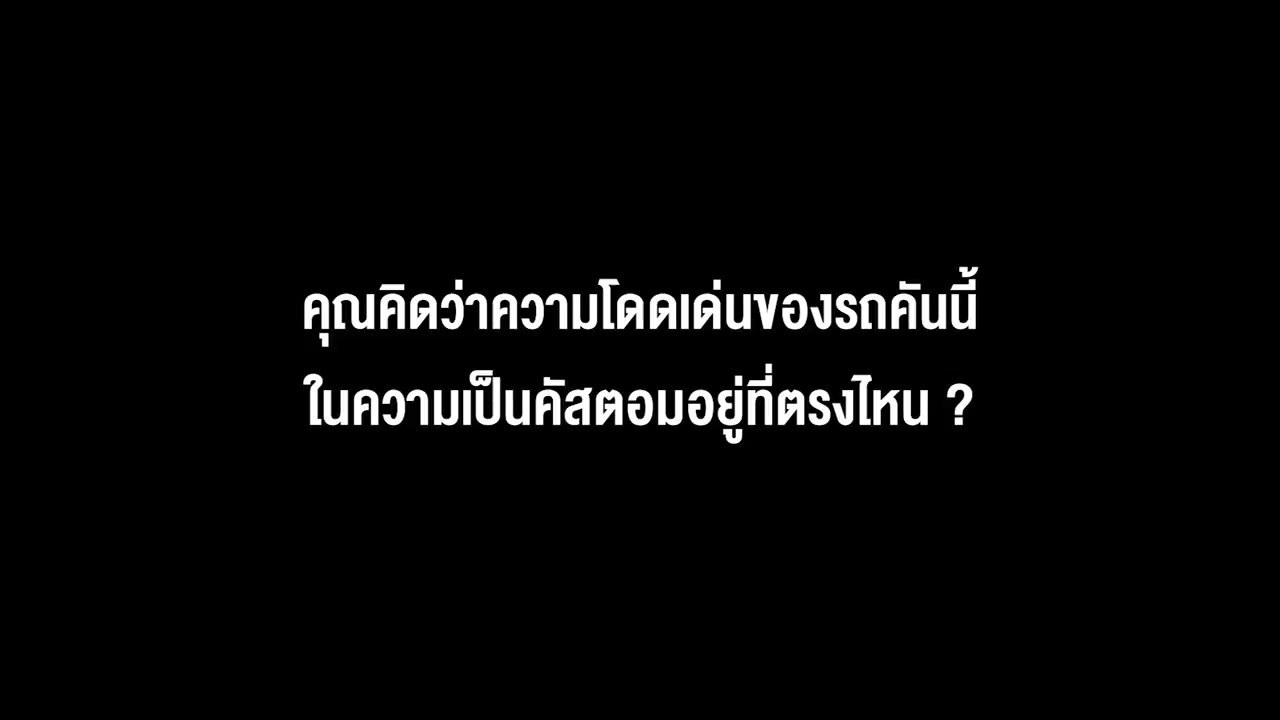 คุณคิดว่าความโดดเด่นของรถคันนี้
ในความเป็นคัสตอมอยู่ที่ตรงไหน ?